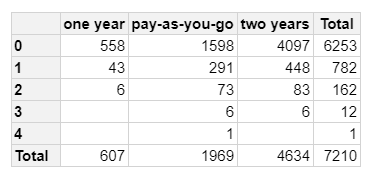 one year pay-as-you-go two years Total
0 558 1598 4097 6253
1 43 291 448 782
2 6 73 83 162
3 6 6 12
4 1 1
Total 607 1969 4634 7210